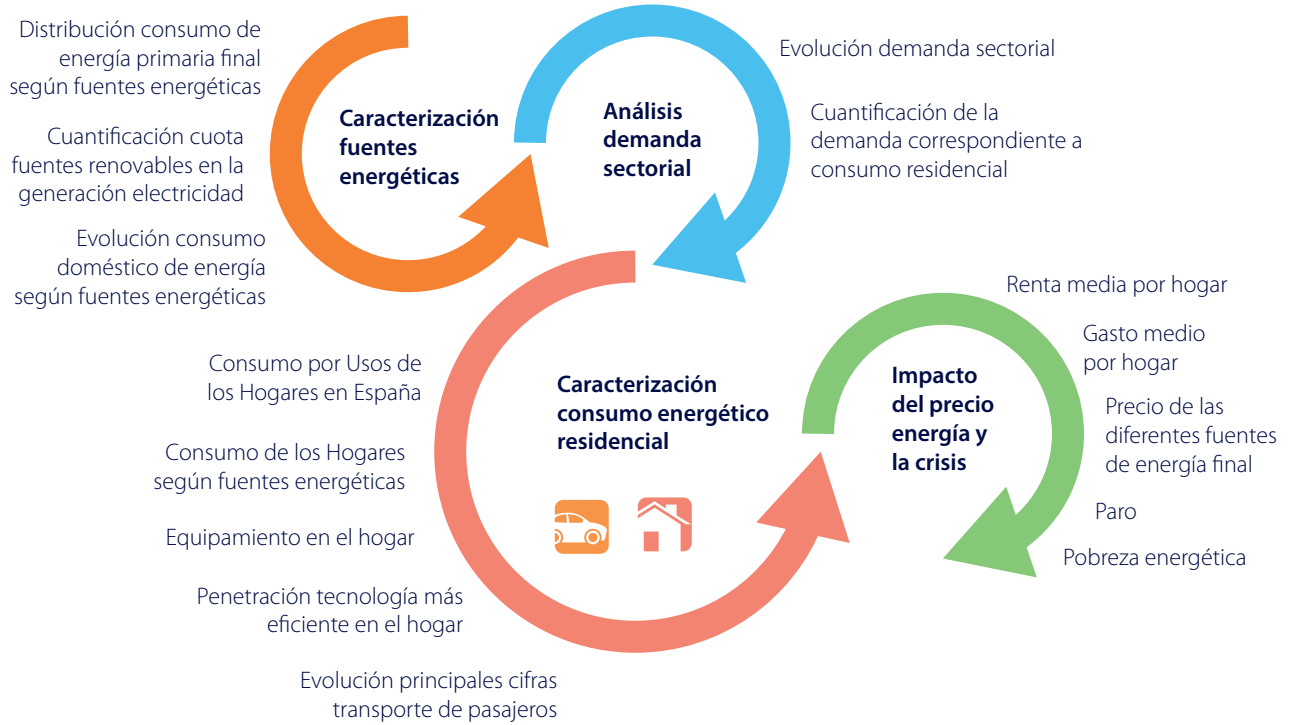 Distribución consumo de
energía primaria final
según fuentes energéticas
Cuantificación cuota
fuentes renovables en la
generación electricidad
Evolución consumo
doméstico de energía
según fuentes energéticas
Caracterización
fuentes
energéticas
Análisis
demanda
sectorial
Evolución demanda sectorial
Cuantificación de la
demanda correspondiente a
consumo residencial
Consumo por Usos de
los Hogares en España
Consumo de los Hogares
según fuentes energéticas
Equipamiento en el hogar
Penetración tecnología más
eficiente en el hogar
Evolución principales cifras
transporte de pasajeros
Caracterización
consumo energético
residencial
Impacto
del precio
energía y
la crisis
Renta media por hogar
Gasto medio
por hogar
Precio de las
diferentes fuentes
de energía final
Paro
Pobreza energética